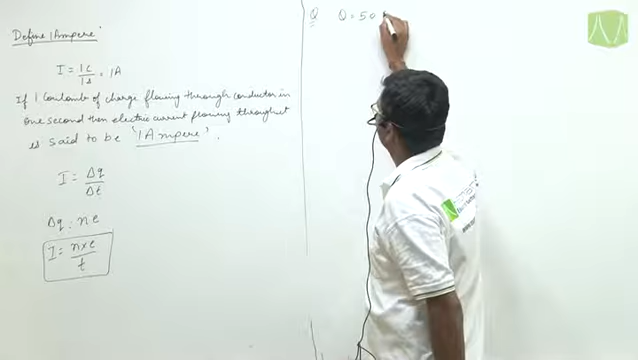 Define 1 Ampere
I = 1C/1s = 1A
If 1 Coulomb of charge flowing through conductor in
one second then electric current flowing throughout
is said to be '1 Ampere'.
I = Δq/Δt
Δq = ne
I = n×e/t
Q Q = 50